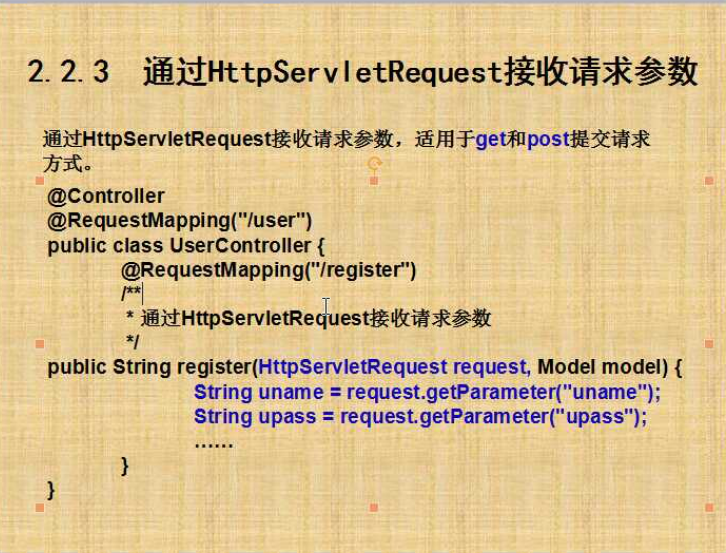 2.2.3 通过HttpServletRequest接收请求参数
通过HttpServletRequest接收请求参数，适用于get和post提交请求
方式。
@Controller
@RequestMapping("/user")
public class UserController {
@RequestMapping("/register")
/**
* 通过HttpServletRequest接收请求参数
*/
public String register(HttpServletRequest request, Model model) {
String uname = request.getParameter("uname");
String upass = request.getParameter("upass");
……
}
}